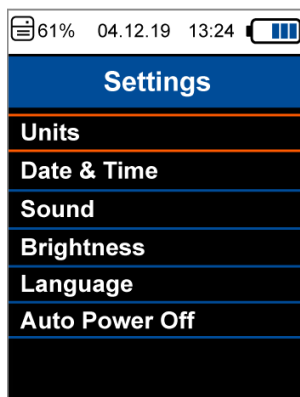 61% 04.12.19 13:24
Settings
Units
Date & Time
Sound
Brightness
Language
Auto Power Off